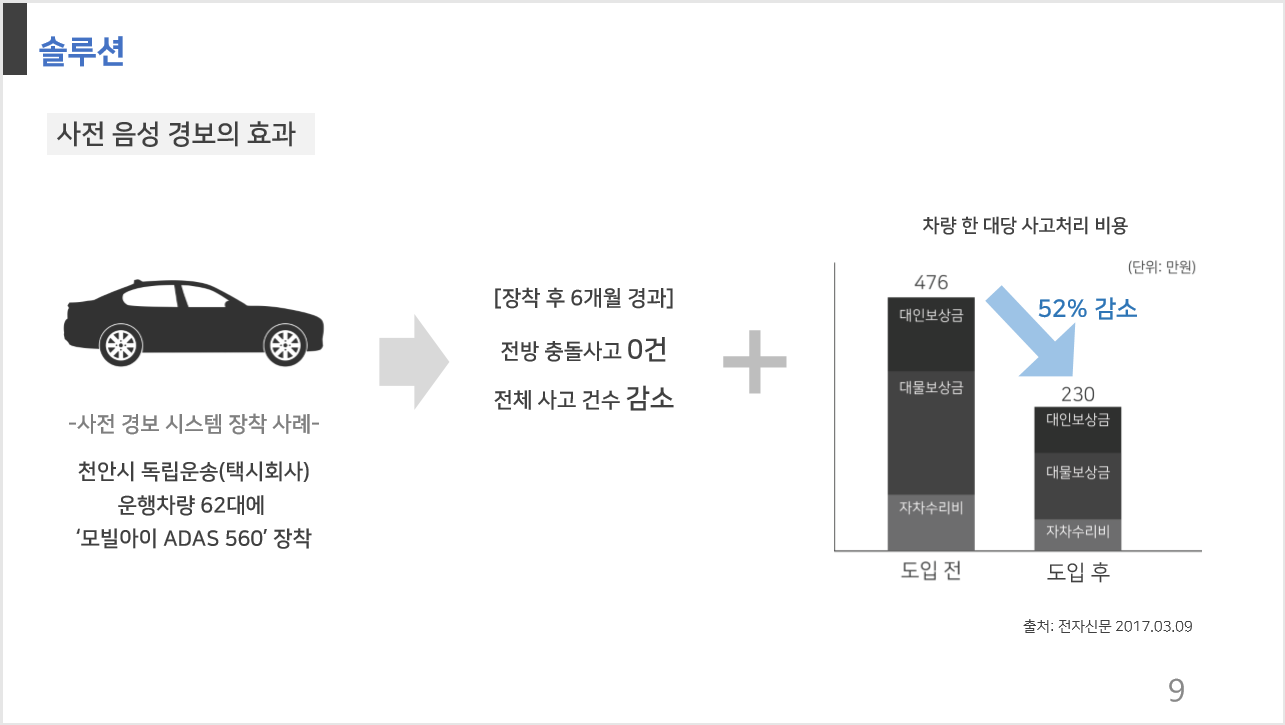 솔루션
사전 음성 경보의 효과
-사전 경보 시스템 장착 사례-
천안시 독립운송(택시회사)
운행차량 62대에
‘모빌아이 ADAS 560’ 장착
[장착 후 6개월 경과]
전방 충돌사고 0건
전체 사고 건수 감소
차량 한 대당 사고처리 비용
(단위: 만원)
476
52% 감소
대인보상금
대물보상금
자차수리비
230
대인보상금
대물보상금
자차수리비
도입 전
도입 후
출처: 전자신문 2017.03.09
9